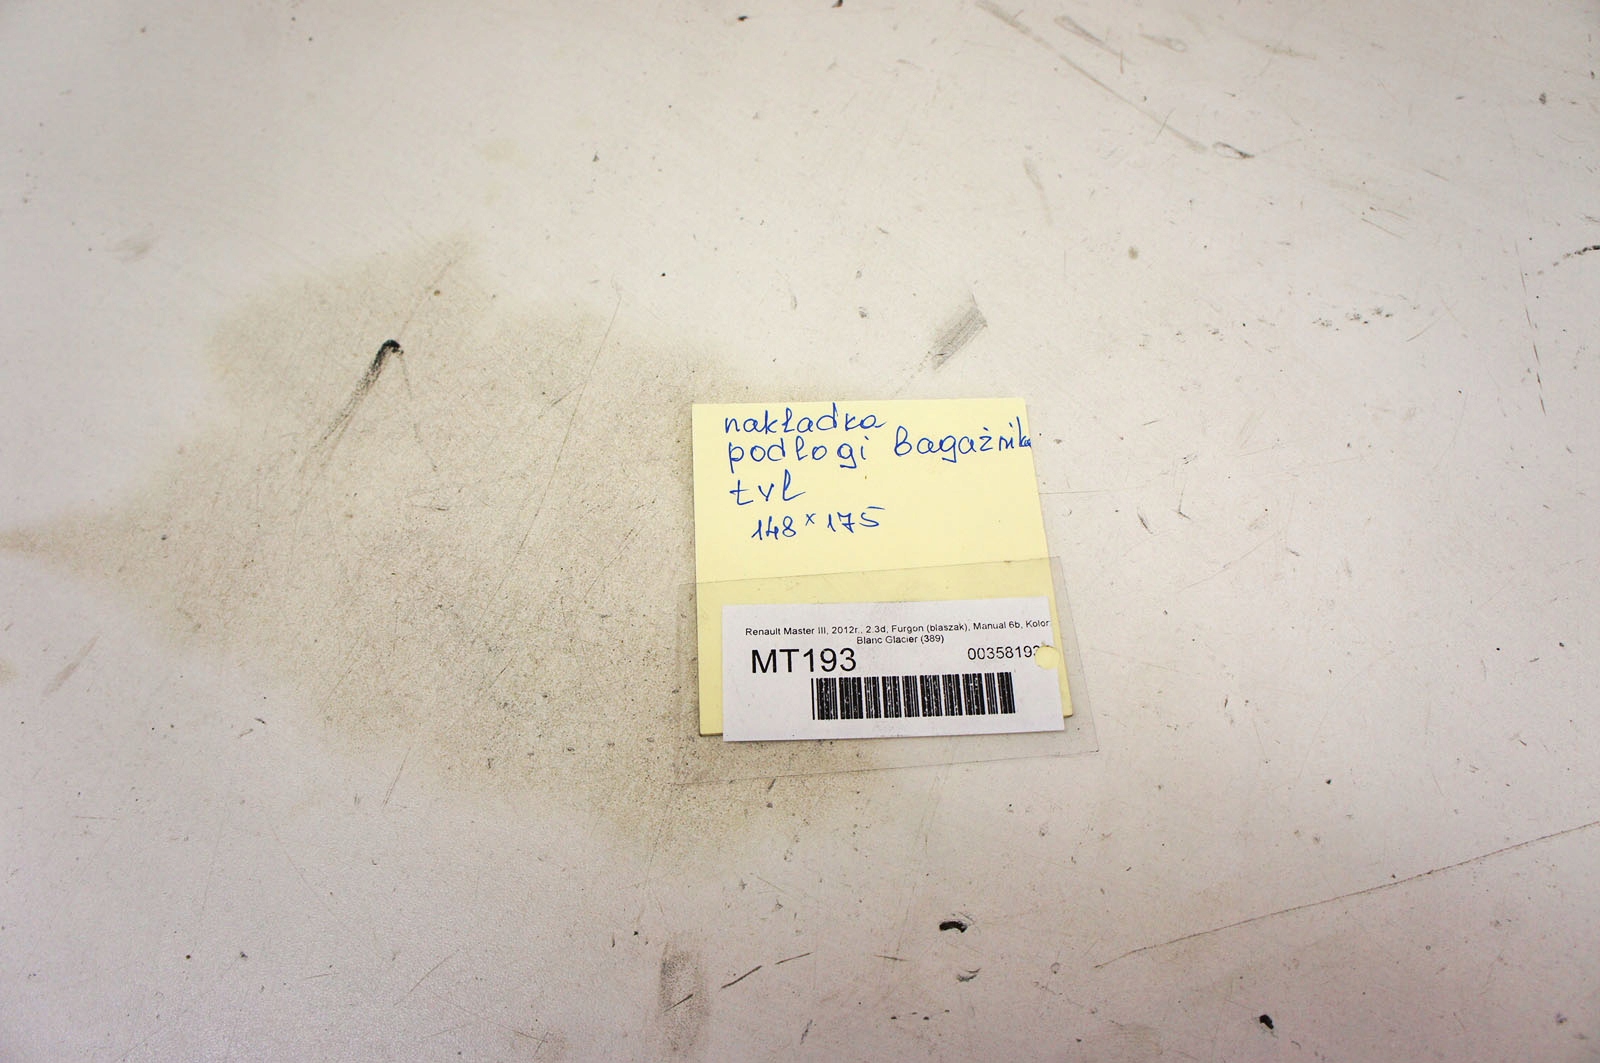 nakładka
podłogi bagażnika
tył
148 x 175
Renault Master III, 2012r., 2.3d, Furgon (blaszak), Manual 6b, Kolor:
Blanc Glacier (389)
MT193